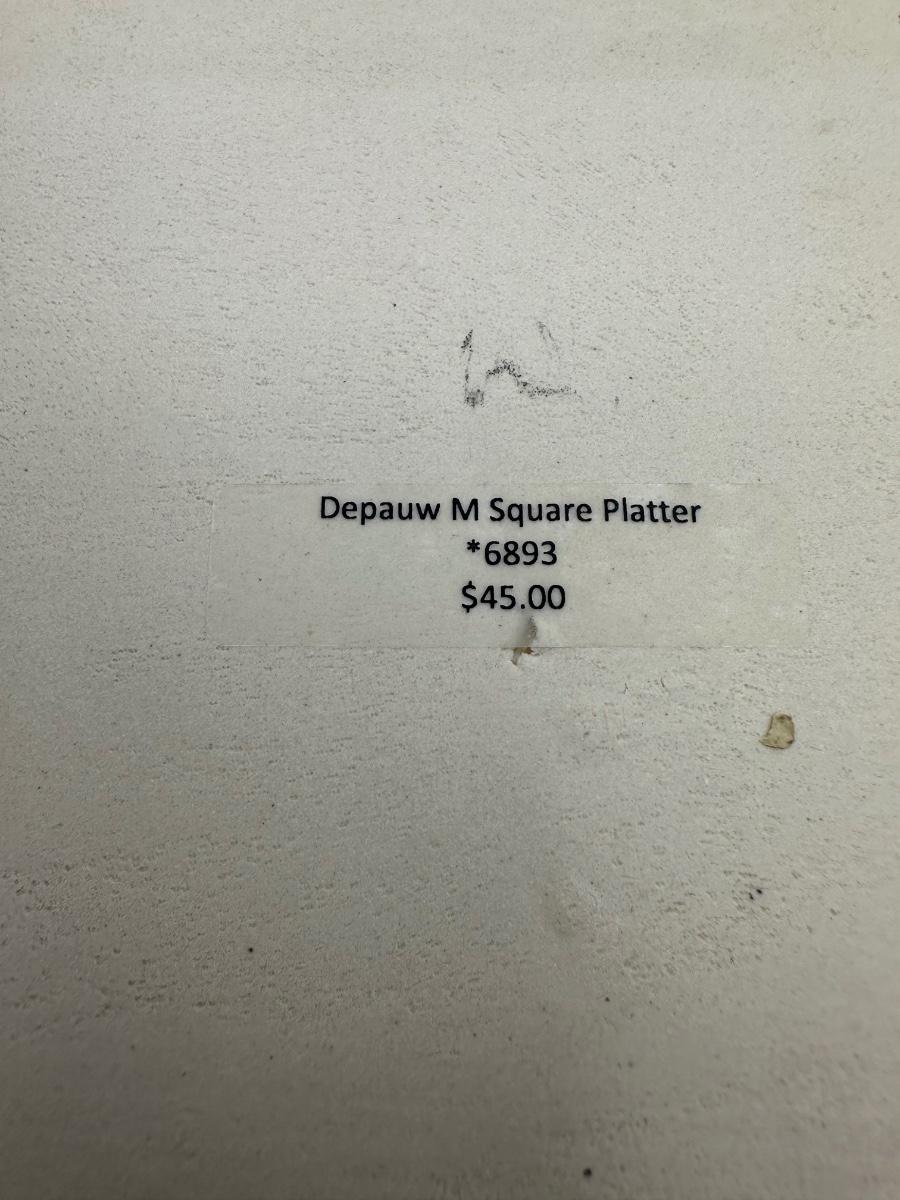 Depauw M Square Platter
*6893
$45.00